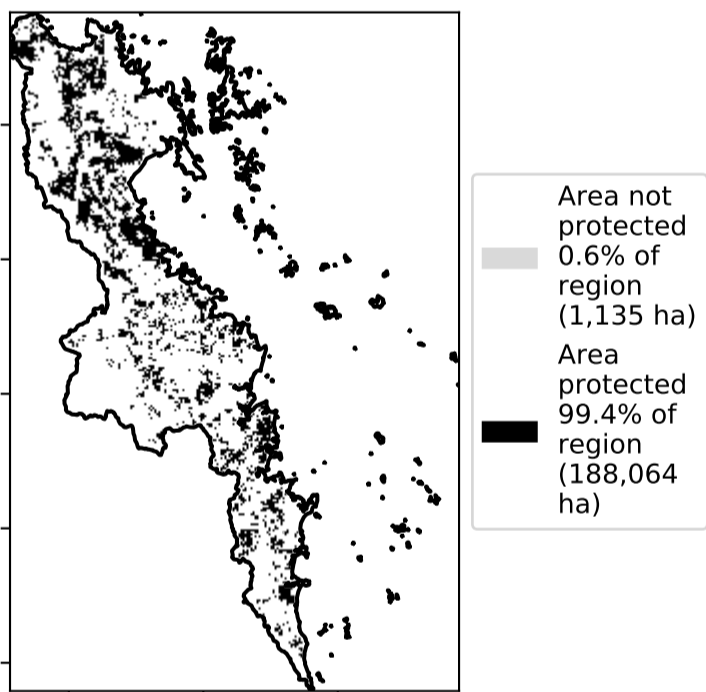 Area not
protected
0.6% of
region
(1,135 ha)
Area
protected
99.4% of
region
(188,064
ha)